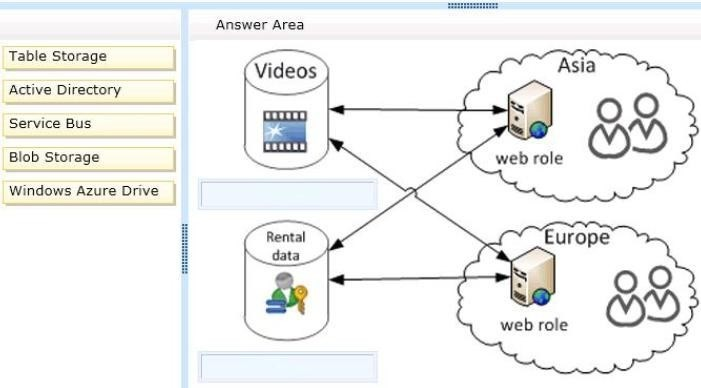 Answer Area
Table Storage
Active Directory
Service Bus
Blob Storage
Windows Azure Drive
Videos
Asia
web role
Rental
data
Europe
web role